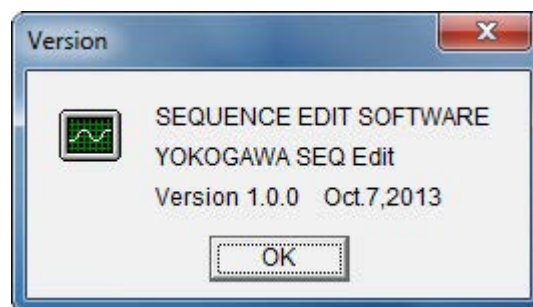 Version
SEQUENCE EDIT SOFTWARE
YOKOGAWA SEQ Edit
Version 1.0.0 Oct.7,2013
OK